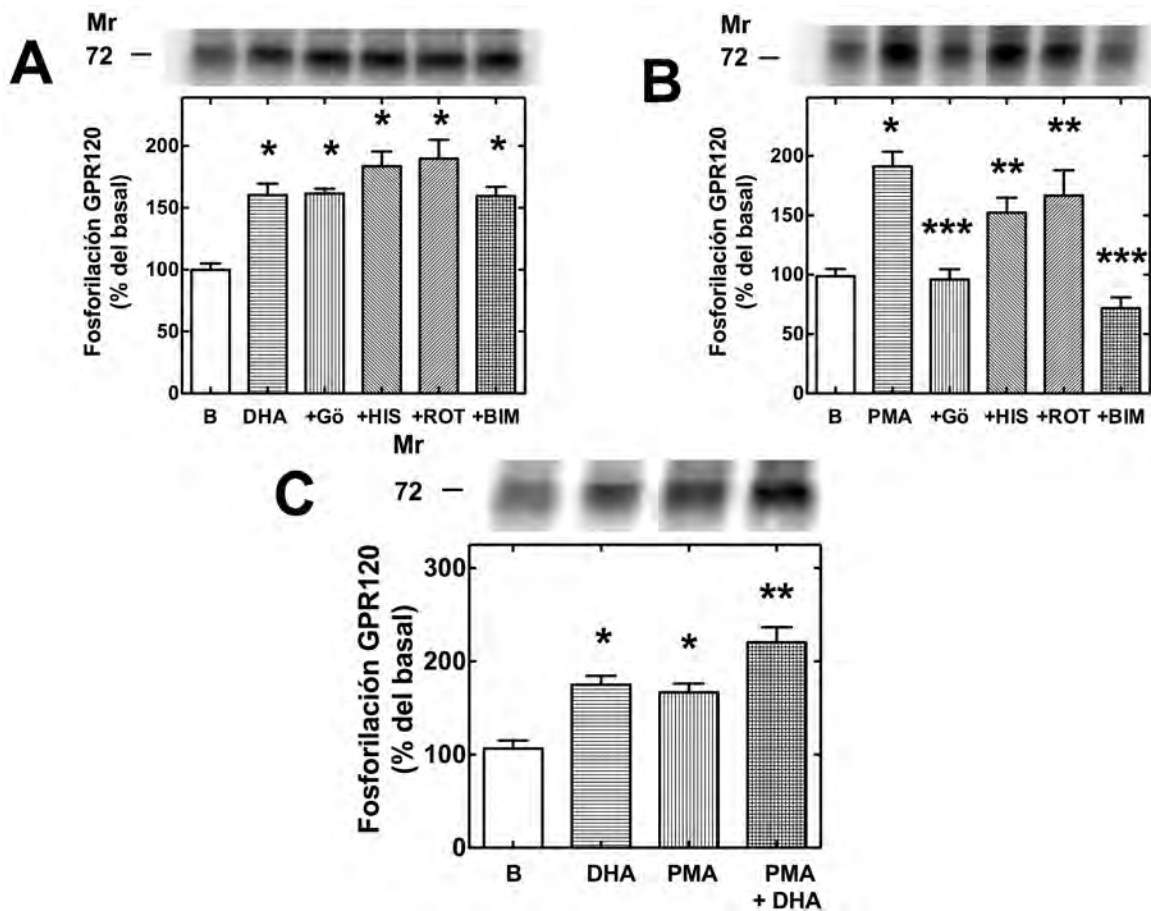 A
Mr
72
Fosforilación GPR120
(% del basal)
200
150
100
50
0
* * * * *
B DHA +Gö +HIS +ROT +BIM
B
Mr
72
Fosforilación GPR120
(% del basal)
200
150
100
50
0
* *** ** ** ***
B PMA +Gö +HIS +ROT +BIM
C
Mr
72
Fosforilación GPR120
(% del basal)
300
200
100
0
* * **
B DHA PMA PMA
+ DHA